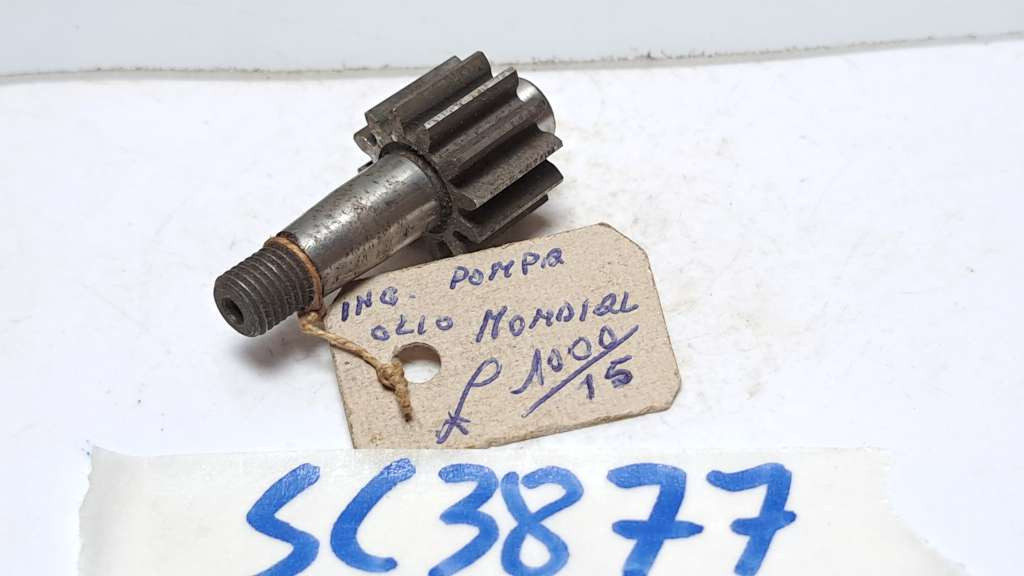 ING. POMPA
OLIO MONDIAL
£ 1000/15
SC3877